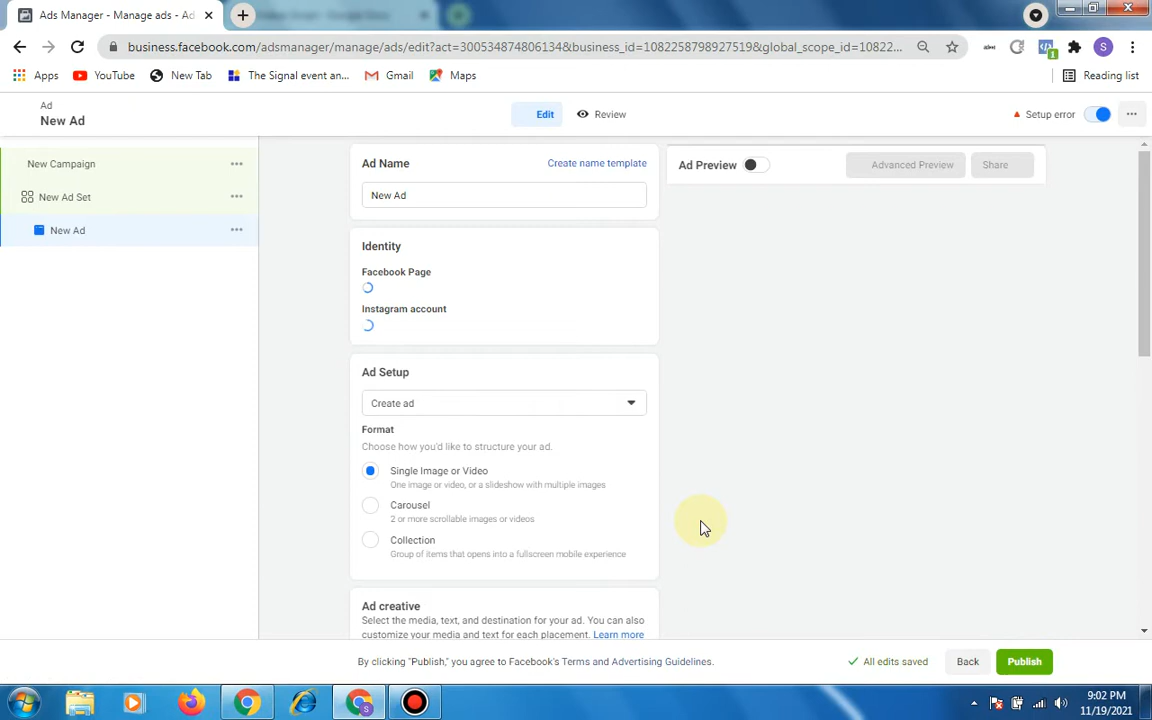 Ads Manager - Manage ads - Ad
business.facebook.com/adsmanager/manage/ads/edit?act=300534874806134&business_id=1082258798927519&global_scope_id=10822...
Apps
YouTube
New Tab
The Signal event an...
Gmail
Maps
Reading list
Ad
New Ad
Edit
Review
Setup error
New Campaign
New Ad Set
New Ad
Ad Name
Create name template
New Ad
Identity
Facebook Page
Instagram account
Ad Setup
Create ad
Format
Choose how you'd like to structure your ad.
Single Image or Video
One image or video, or a slideshow with multiple images
Carousel
2 or more scrollable images or videos
Collection
Group of items that opens into a fullscreen mobile experience
Ad creative
Select the media, text, and destination for your ad. You can also
customize your media and text for each placement. Learn more
Ad Preview
Advanced Preview
Share
By clicking "Publish," you agree to Facebook's Terms and Advertising Guidelines.
All edits saved
Back
Publish
9:02 PM
11/19/2021